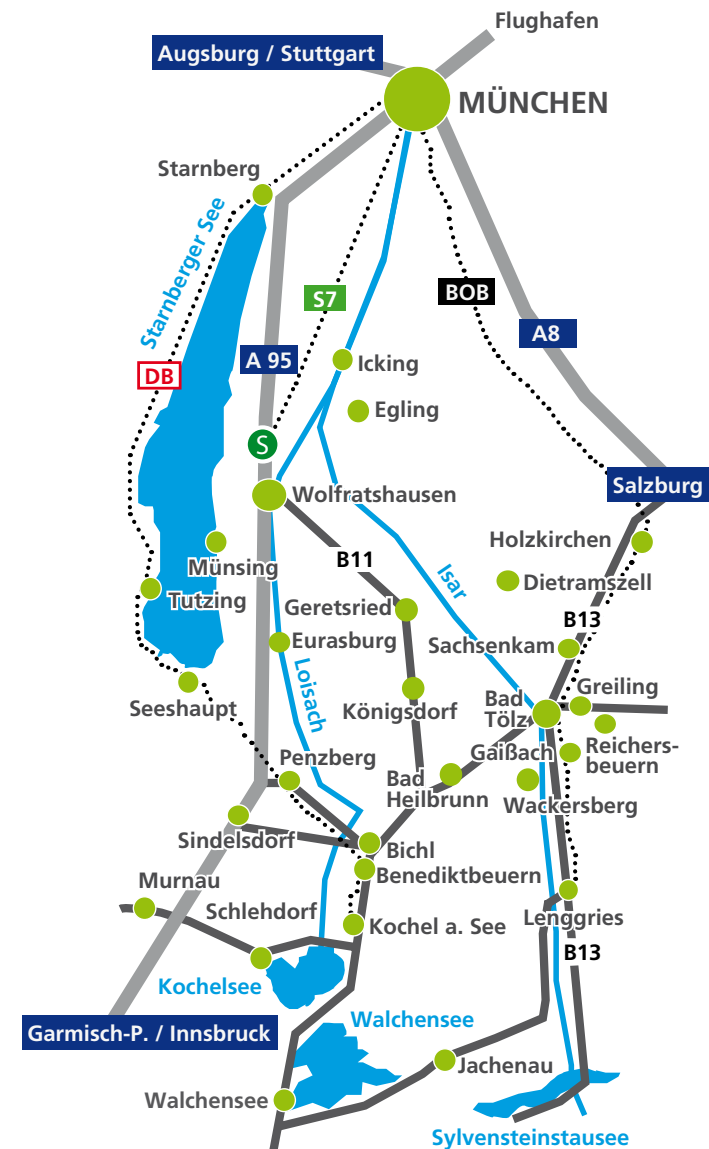 Flughafen
Augsburg / Stuttgart
MÜNCHEN
Starnberg
Starnberger See
S7
BOB
A8
A 95
DB
Icking
Egling
S
Wolfratshausen
Salzburg
Holzkirchen
B11
Münsing
Isar
Dietramszell
Tutzing
Geretsried
B13
Eurasburg
Sachsenkam
Loisach
Greiling
Seeshaupt
Königsdorf
Bad
Tölz
Reichers-
beuern
Gaißach
Penzberg
Bad
Heilbrunn
Wackersberg
Sindelsdorf
Bichl
Benediktbeuern
Murnau
Schlehdorf
Kochel a. See
Lenggries
B13
Kochelsee
Walchensee
Garmisch-P. / Innsbruck
Jachenau
Walchensee
Sylvensteinstausee